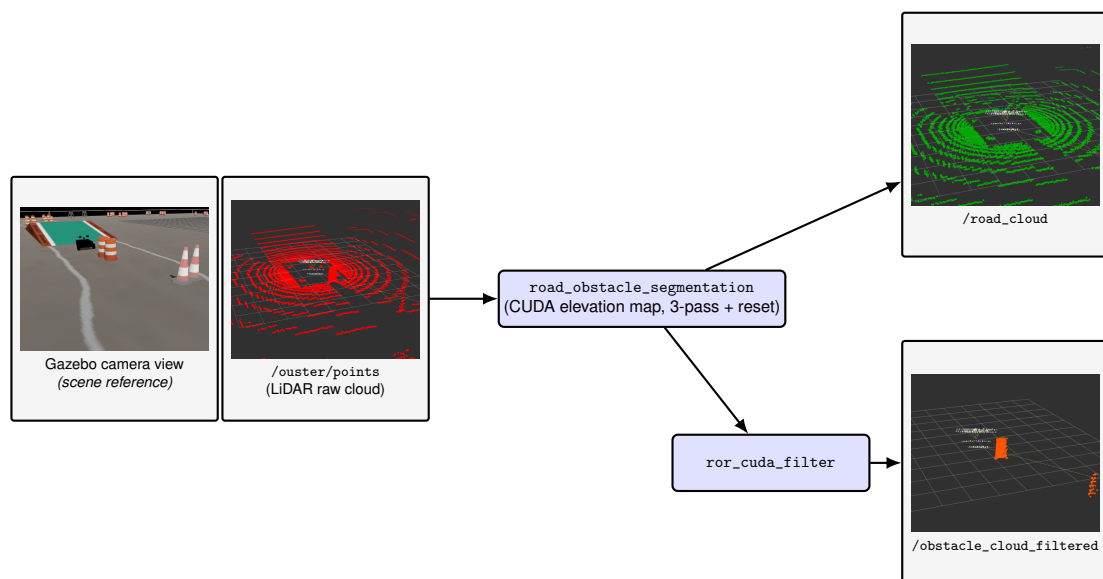 Gazebo camera view
(scene reference)
/ouster/points
(LiDAR raw cloud)
road_obstacle_segmentation
(CUDA elevation map, 3-pass + reset)
/road_cloud
ror_cuda_filter
/obstacle_cloud_filtered